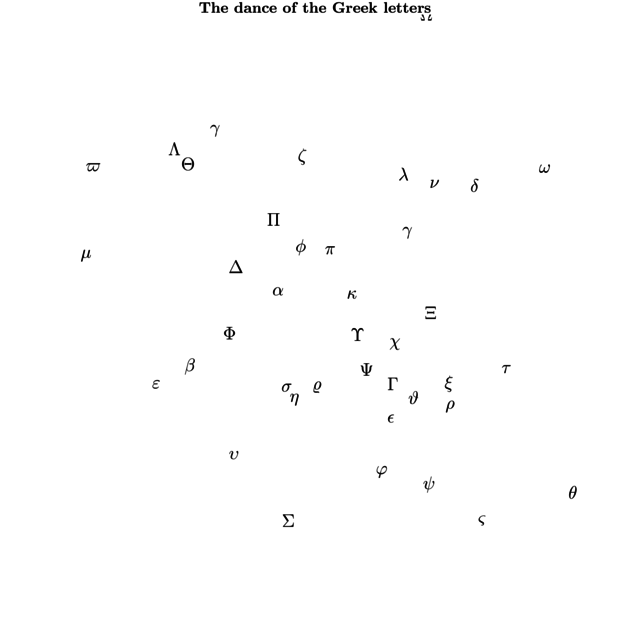 The dance of the Greek letters
γ
Λ
ζ
Θ
ϖ
ω
λ
ν δ
Π
γ
ϕ π
μ
Δ
α κ
Ξ
Φ ϒ
χ
β Ψ τ
ε σ ϱ Γ ξ
η ϑ
ρ
ϵ
υ
φ
ψ
θ
Σ ς